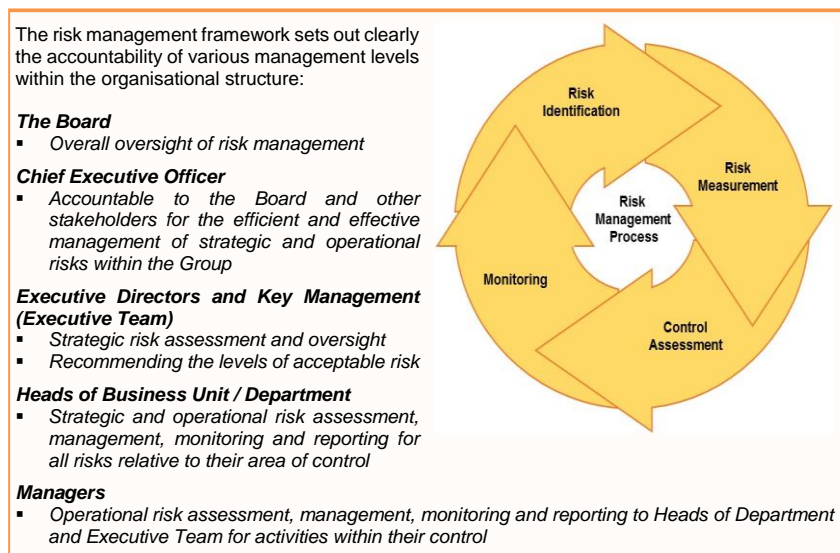 The risk management framework sets out clearly
the accountability of various management levels
within the organisational structure:
The Board
▪ Overall oversight of risk management
Chief Executive Officer
▪ Accountable to the Board and other
stakeholders for the efficient and effective
management of strategic and operational
risks within the Group
Executive Directors and Key Management
(Executive Team)
▪ Strategic risk assessment and oversight
▪ Recommending the levels of acceptable risk
Heads of Business Unit / Department
▪ Strategic and operational risk assessment,
management, monitoring and reporting for
all risks relative to their area of control
Managers
▪ Operational risk assessment, management, monitoring and reporting to Heads of Department
and Executive Team for activities within their control
Risk
Identification
Risk
Measurement
Risk
Management
Process
Monitoring
Control
Assessment